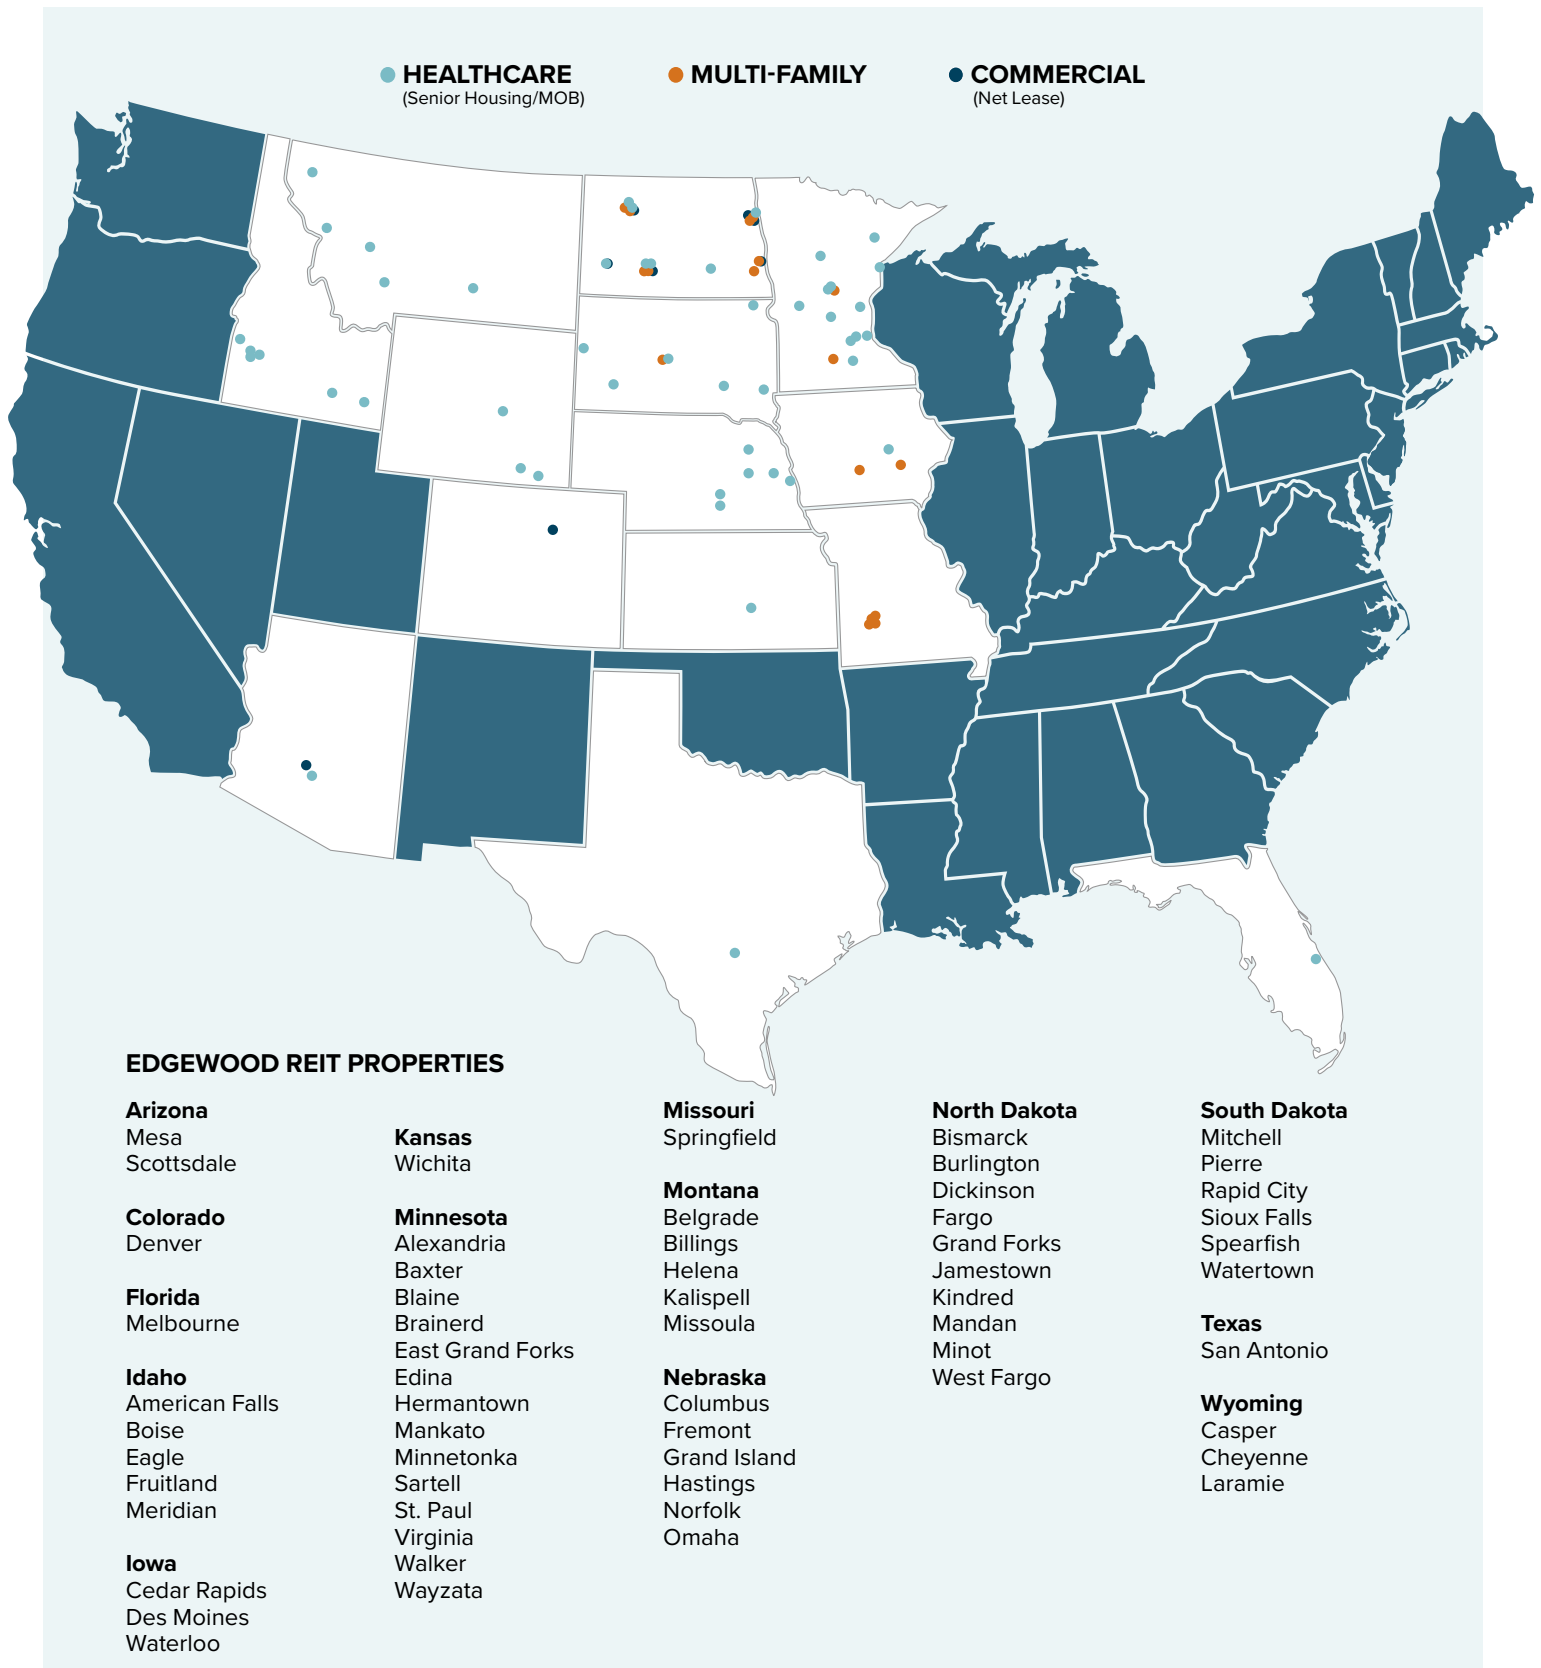 HEALTHCARE
(Senior Housing/MOB)
MULTI-FAMILY
COMMERCIAL
(Net Lease)
EDGEWOOD REIT PROPERTIES
Arizona
Mesa
Scottsdale
Colorado
Denver
Florida
Melbourne
Idaho
American Falls
Boise
Eagle
Fruitland
Meridian
Iowa
Cedar Rapids
Des Moines
Waterloo
Kansas
Wichita
Minnesota
Alexandria
Baxter
Blaine
Brainerd
East Grand Forks
Edina
Hermantown
Mankato
Minnetonka
Sartell
St. Paul
Virginia
Walker
Wayzata
Missouri
Springfield
Montana
Belgrade
Billings
Helena
Kalispell
Missoula
Nebraska
Columbus
Fremont
Grand Island
Hastings
Norfolk
Omaha
North Dakota
Bismarck
Burlington
Dickinson
Fargo
Grand Forks
Jamestown
Kindred
Mandan
Minot
West Fargo
South Dakota
Mitchell
Pierre
Rapid City
Sioux Falls
Spearfish
Watertown
Texas
San Antonio
Wyoming
Casper
Cheyenne
Laramie